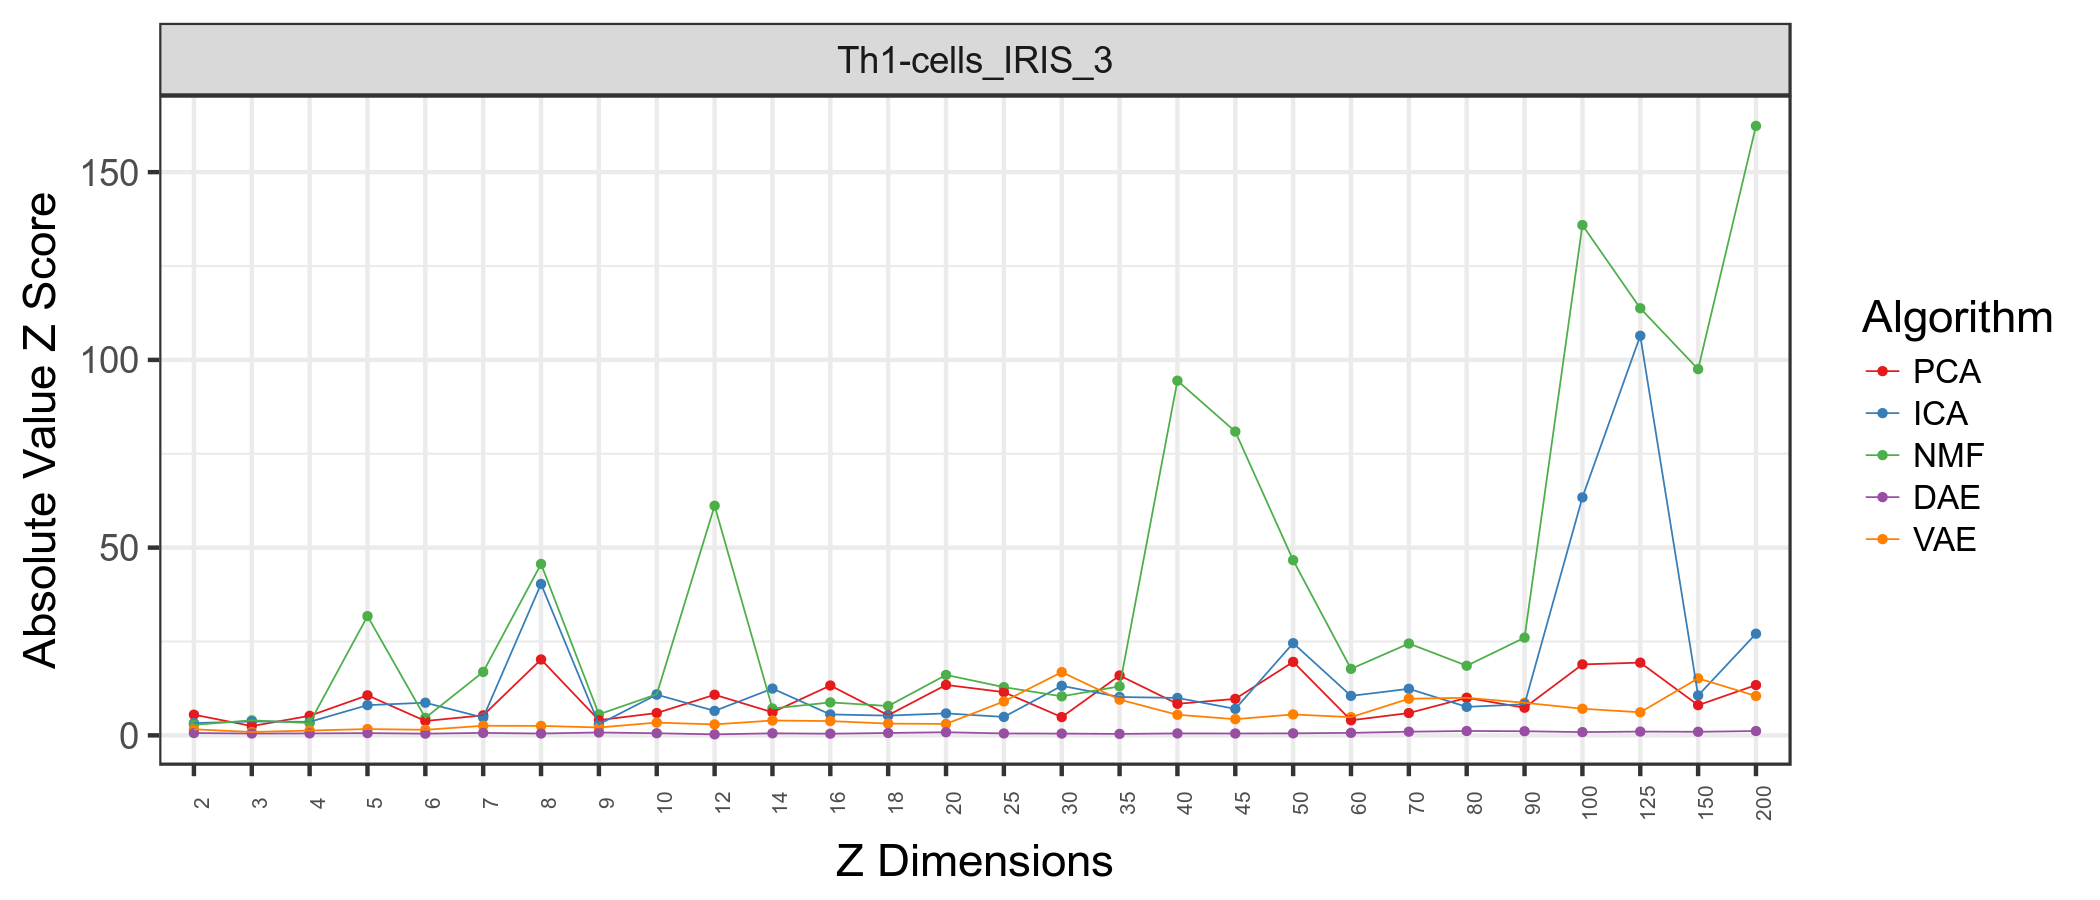 Th1-cells_IRIS_3
Absolute Value Z Score
150
100
50
0
2 3 4 5 6 7 8 9 10 12 14 16 18 20 25 30 35 40 45 50 60 70 80 90 100 125 150 200
Z Dimensions
Algorithm
PCA
ICA
NMF
DAE
VAE